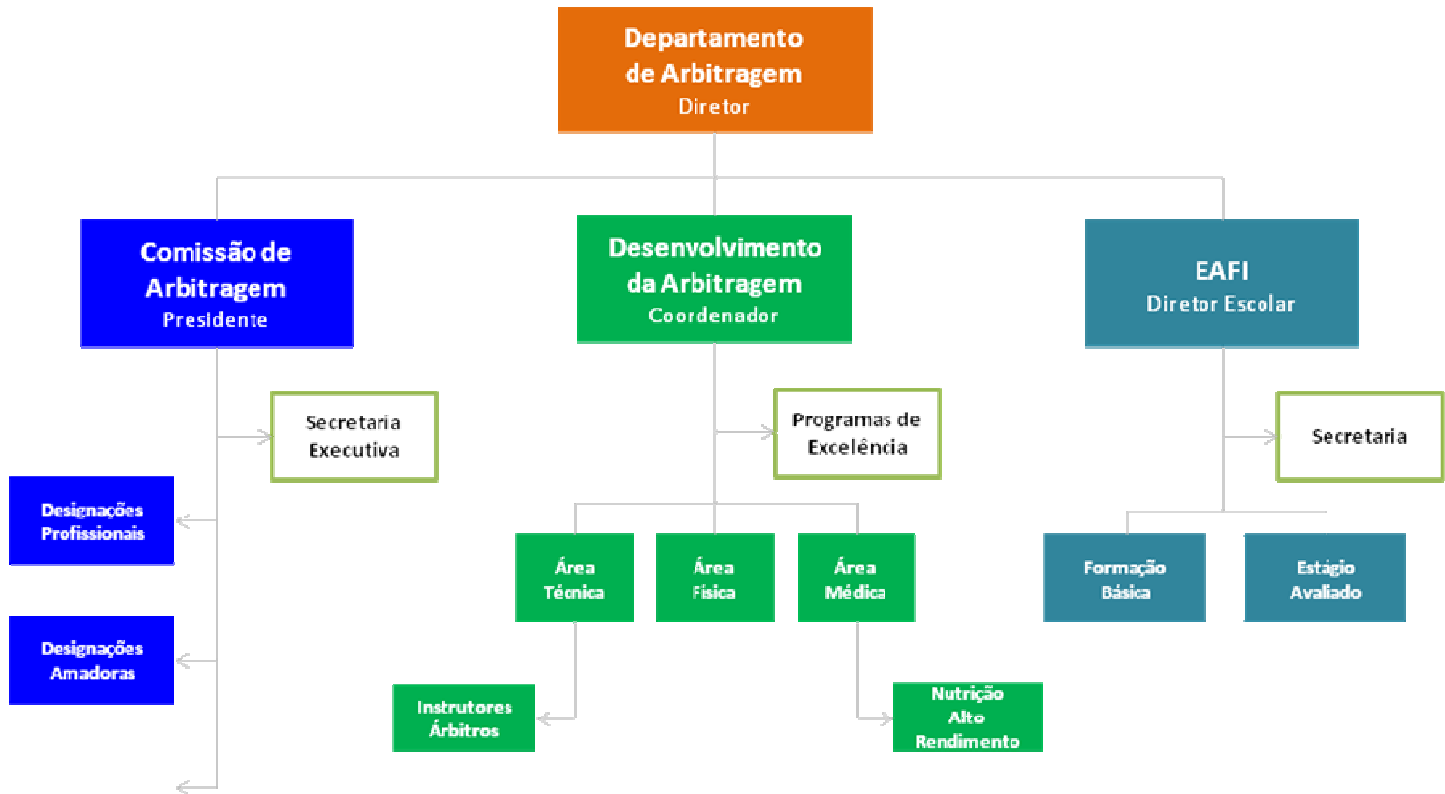 Departamento
de Arbitragem
Diretor
Comissão de
Arbitragem
Presidente
Desenvolvimento
da Arbitragem
Coordenador
EAFI
Diretor Escolar
Secretaria
Executiva
Programas de
Excelência
Secretaria
Designações
Profissionais
Área
Técnica
Área
Física
Área
Médica
Formação
Básica
Estágio
Avaliado
Designações
Amadoras
Instrutores
Árbitros
Nutrição
Alto
Rendimento